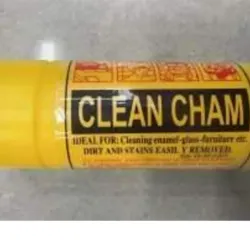 CLEAN CHAM
IDEAL FOR: Cleaning enamel-glass-furniture etc.
DIRT AND STAINS EASILY REMOVED